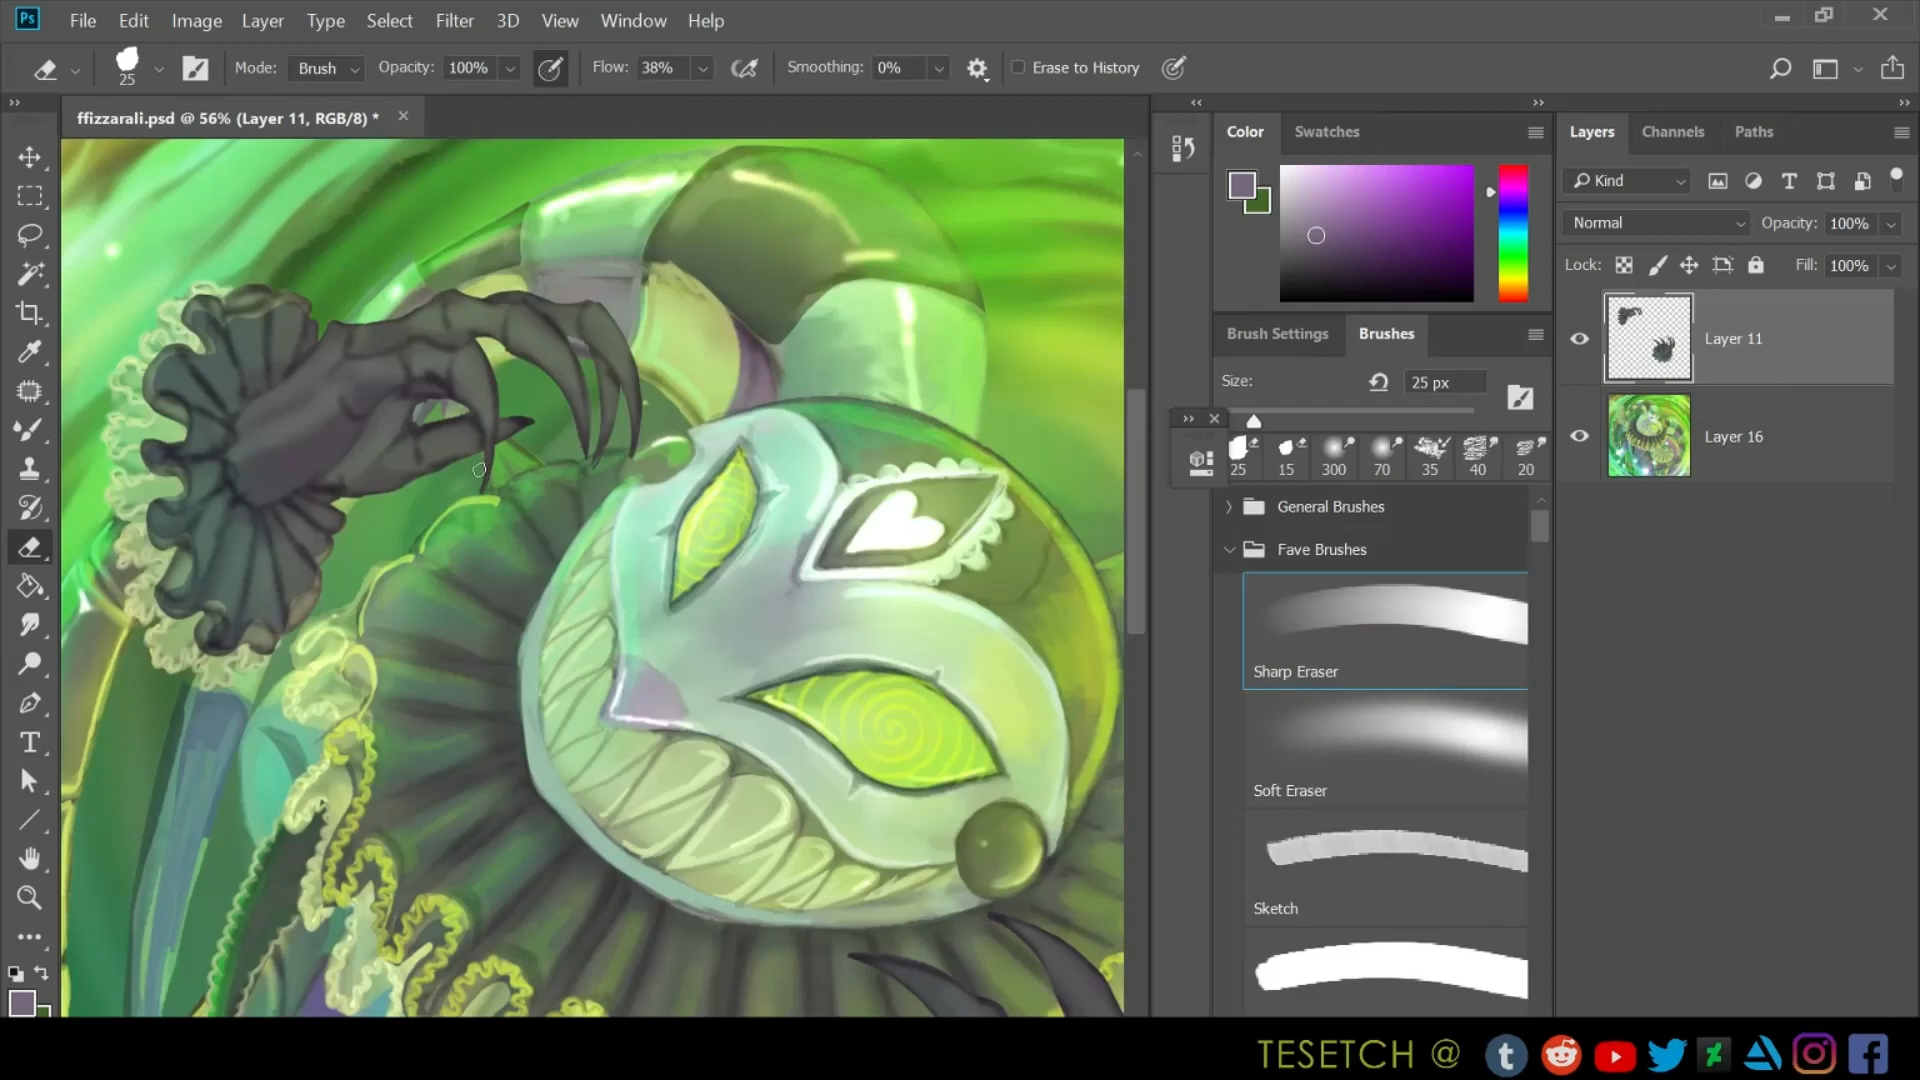 Ps File Edit Image Layer Type Select Filter 3D View Window Help
25 Mode: Brush Opacity: 100% Flow: 38% Smoothing: 0% Erase to History
ffizzarali.psd @ 56% (Layer 11, RGB/8) *
Color Swatches
Layers Channels Paths
Kind
Normal Opacity: 100%
Lock: Fill: 100%
Layer 11
Layer 16
Brush Settings Brushes
Size: 25 px
25 15 300 70 35 40 20
General Brushes
Fave Brushes
Sharp Eraser
Soft Eraser
Sketch
TESETCH @